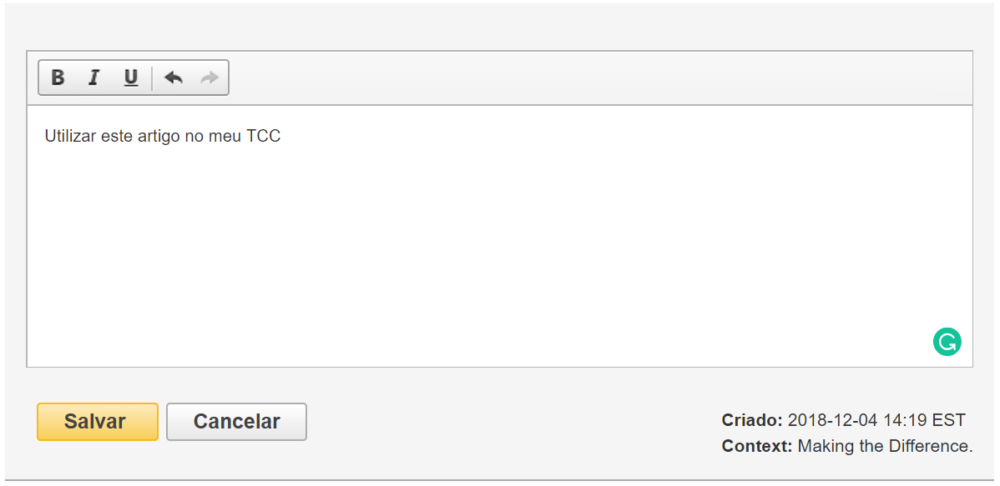 B I U
Utilizar este artigo no meu TCC
Salvar Cancelar
Criado: 2018-12-04 14:19 EST
Context: Making the Difference.